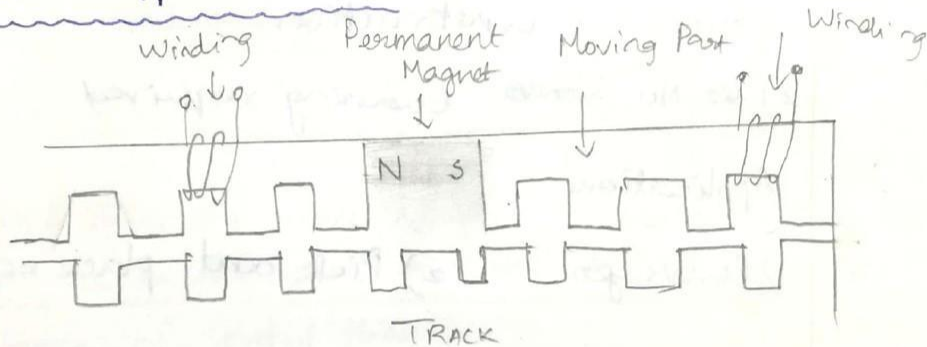 Winding
Permanent
Magnet
Moving Part
Winding
N S
TRACK